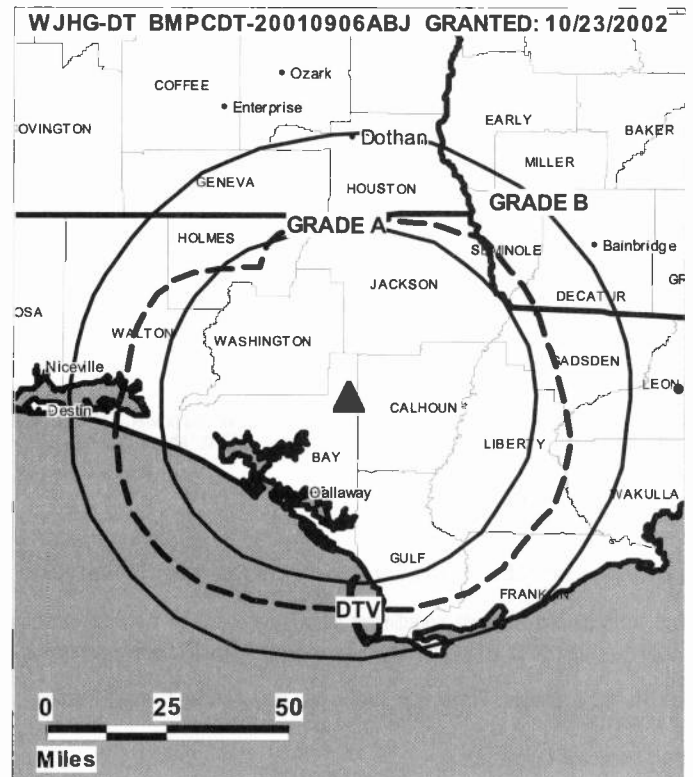 WJHG-DT BMPCDT-20010906ABJ GRANTED: 10/23/2002
COFFEE
Ozark
Enterprise
OVINGTON
EARLY
BAKER
Dothan
MILLER
GENEVA
HOUSTON
GRADE B
GRADE A
HOLMES
SEMINOLE
Bainbridge
JACKSON
GR
DECATUR
OSA
WALTON
WASHINGTON
GADSDEN
Niceville
LEON
Destin
CALHOUN
LIBERTY
BAY
Callaway
WAKULLA
GULF
FRANKLIN
DTV
0 25 50
Miles